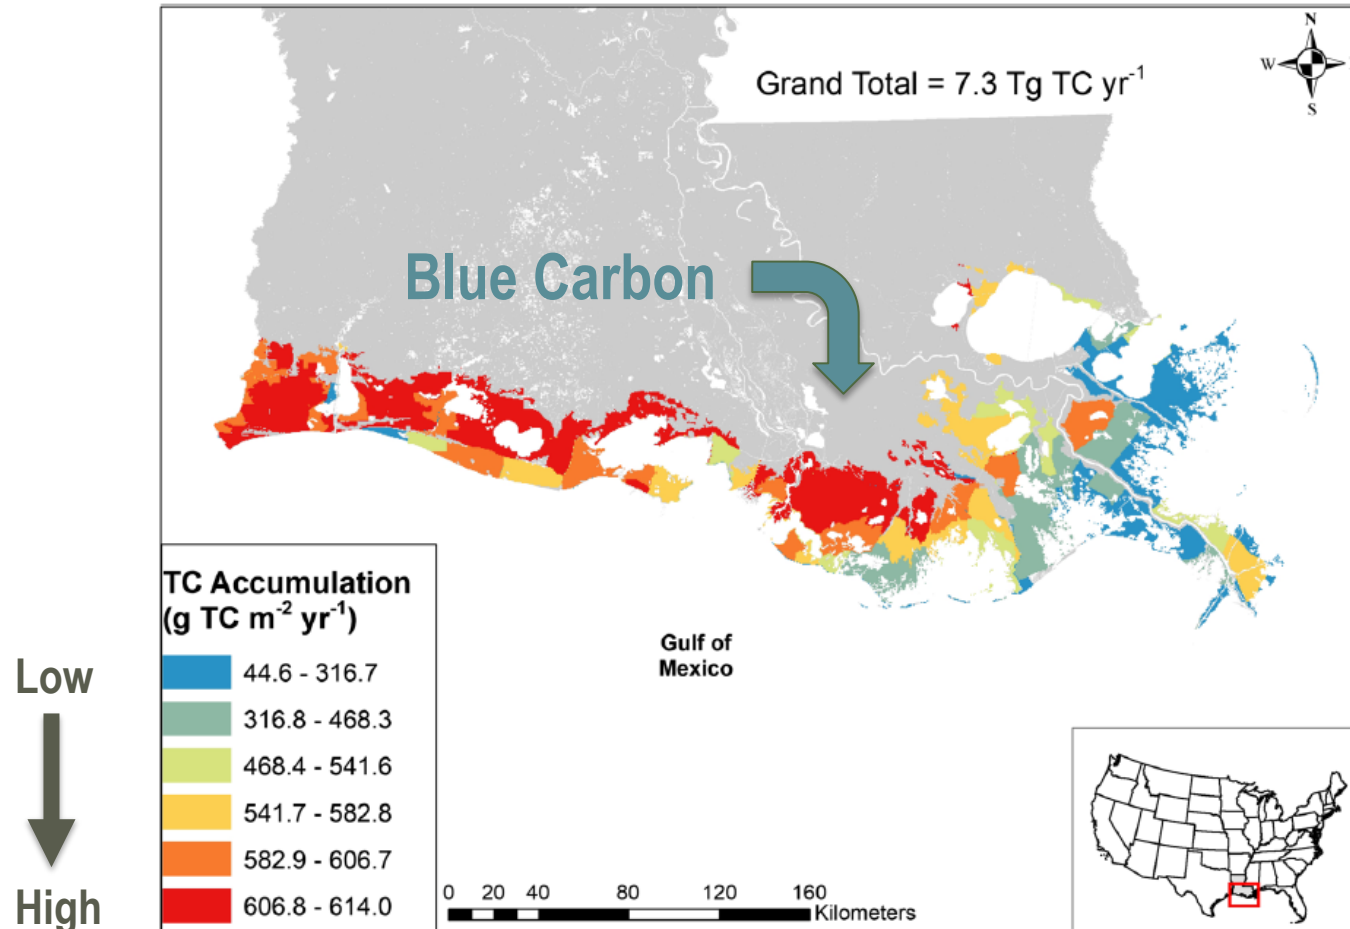 N
W
S
Grand Total = 7.3 Tg TC yr⁻¹
Blue Carbon
TC Accumulation
(g TC m⁻² yr⁻¹)
44.6 - 316.7
316.8 - 468.3
468.4 - 541.6
541.7 - 582.8
582.9 - 606.7
606.8 - 614.0
Low
High
Gulf of
Mexico
0 20 40 80 120 160
Kilometers